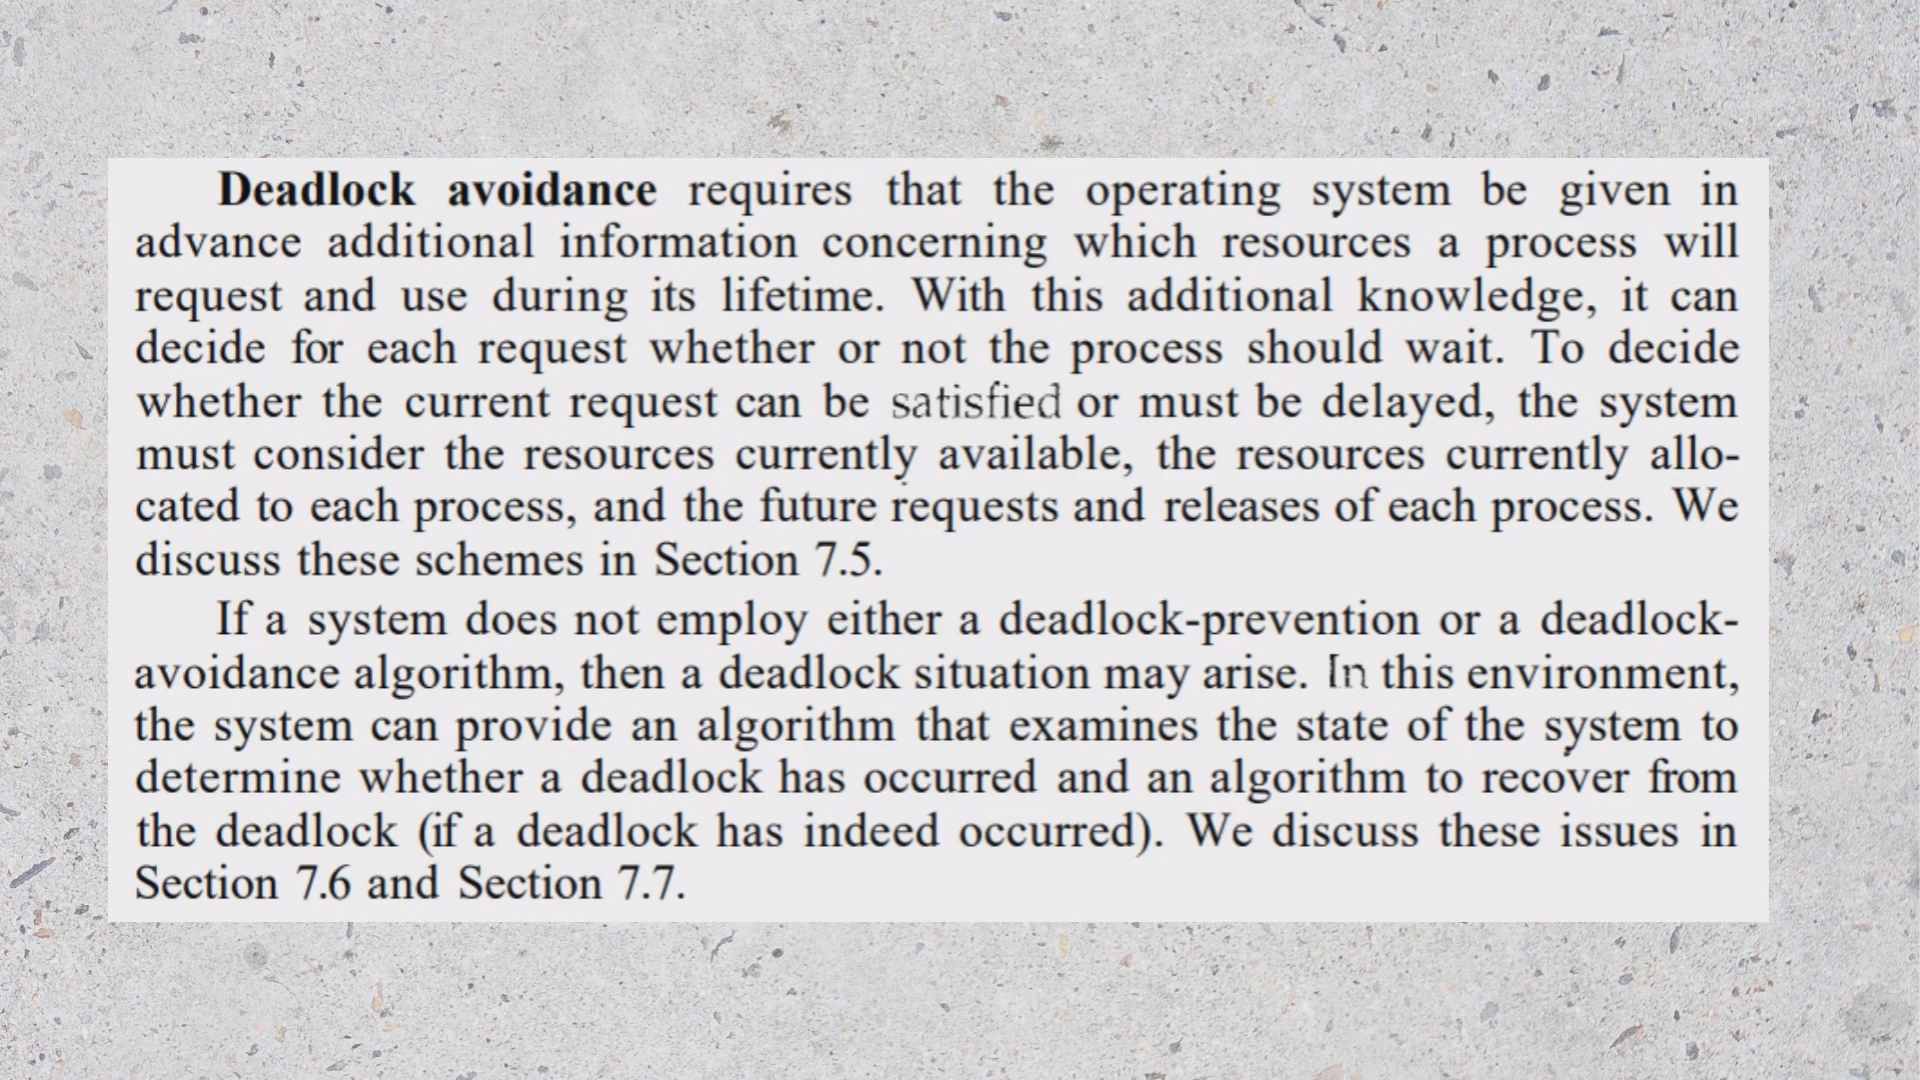 Deadlock avoidance requires that the operating system be given in
advance additional information concerning which resources a process will
request and use during its lifetime. With this additional knowledge, it can
decide for each request whether or not the process should wait. To decide
whether the current request can be satisfied or must be delayed, the system
must consider the resources currently available, the resources currently allo-
cated to each process, and the future requests and releases of each process. We
discuss these schemes in Section 7.5.
If a system does not employ either a deadlock-prevention or a deadlock-
avoidance algorithm, then a deadlock situation may arise. In this environment,
the system can provide an algorithm that examines the state of the system to
determine whether a deadlock has occurred and an algorithm to recover from
the deadlock (if a deadlock has indeed occurred). We discuss these issues in
Section 7.6 and Section 7.7.